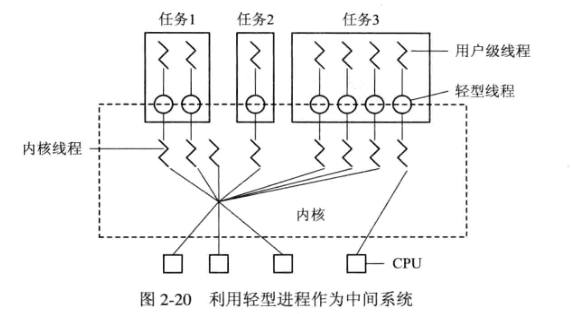 任务1 任务2 任务3
用户级线程
轻型线程
内核线程
内核
CPU
图 2-20 利用轻型进程作为中间系统